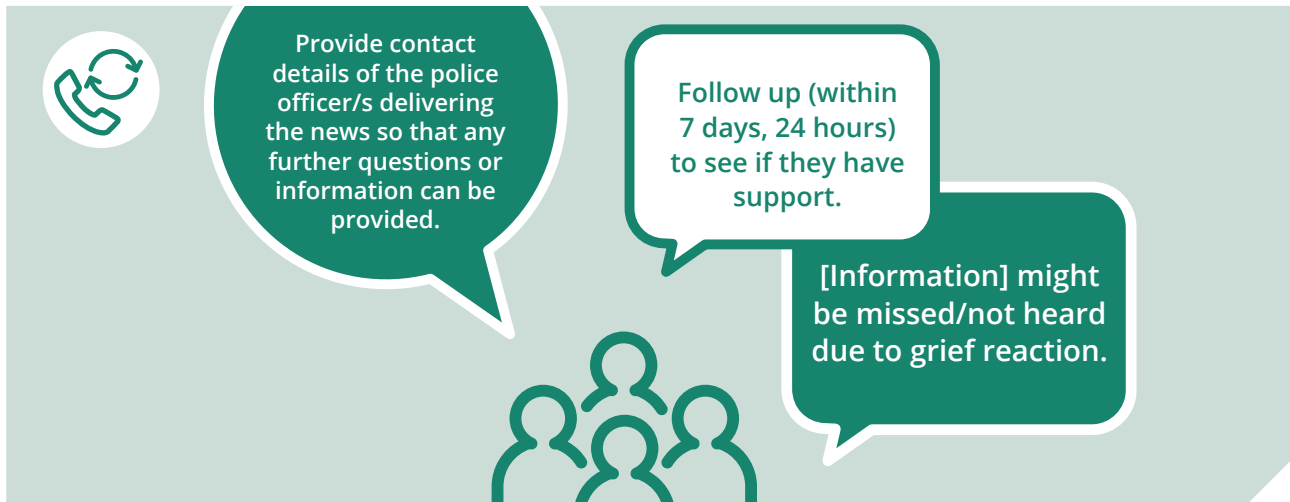 Provide contact
details of the police
officer/s delivering
the news so that any
further questions or
information can be
provided.
Follow up (within
7 days, 24 hours)
to see if they have
support.
[Information] might
be missed/not heard
due to grief reaction.